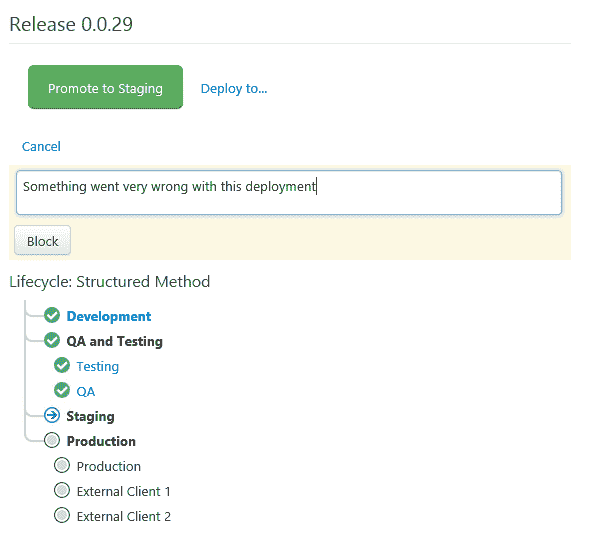 Release 0.0.29
Promote to Staging Deploy to...
Cancel
Something went very wrong with this deployment
Block
Lifecycle: Structured Method
Development
QA and Testing
Testing
QA
Staging
Production
Production
External Client 1
External Client 2